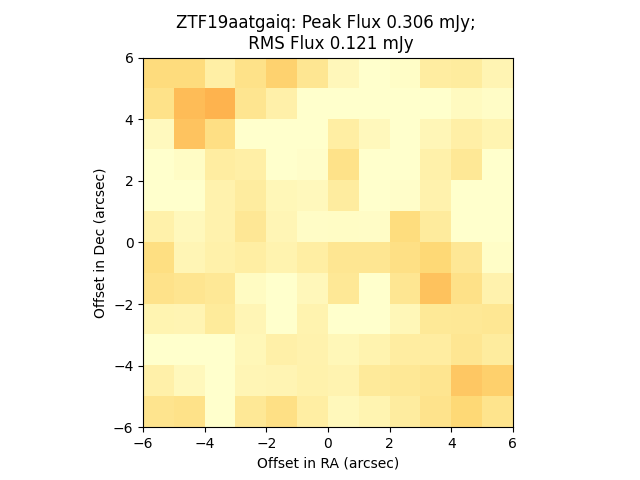 ZTF19aatgaiq: Peak Flux 0.306 mJy;
RMS Flux 0.121 mJy
6
4
2
0
−2
−4
−6
Offset in Dec (arcsec)
−6 −4 −2 0 2 4 6
Offset in RA (arcsec)